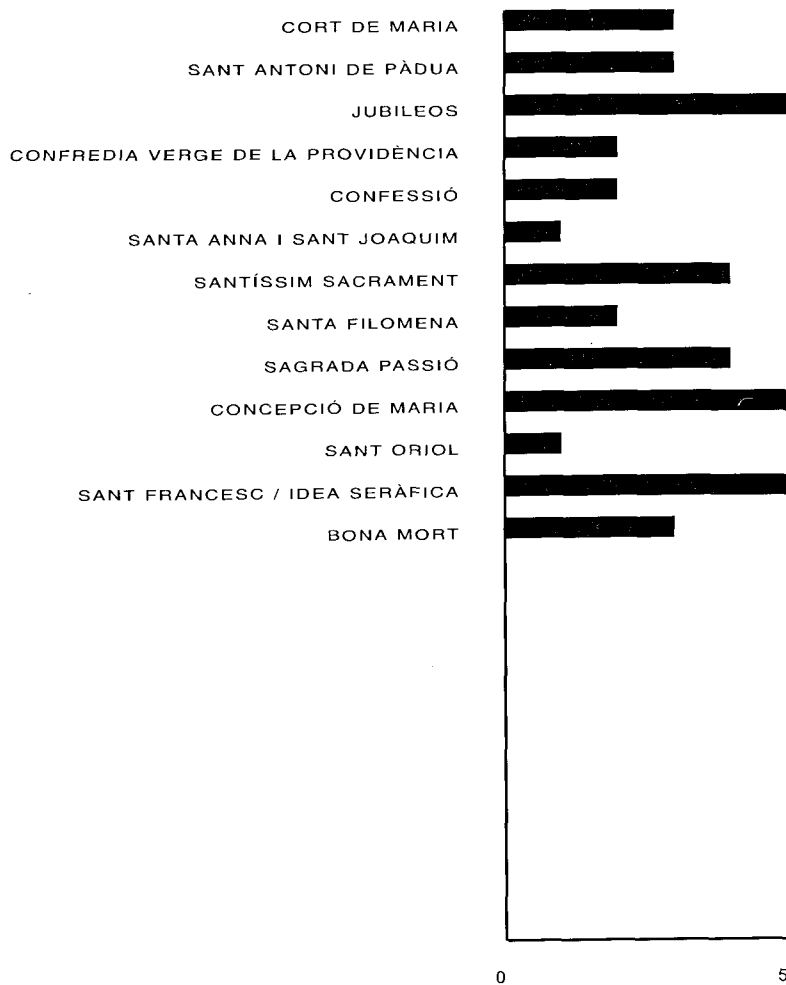 CORT DE MARIA
SANT ANTONI DE PÀDUA
JUBILEOS
CONFREDIA VERGE DE LA PROVIDÈNCIA
CONFESSIÓ
SANTA ANNA I SANT JOAQUIM
SANTÍSSIM SACRAMENT
SANTA FILOMENA
SAGRADA PASSIÓ
CONCEPCIÓ DE MARIA
SANT ORIOL
SANT FRANCESC / IDEA SERÀFICA
BONA MORT
0 5